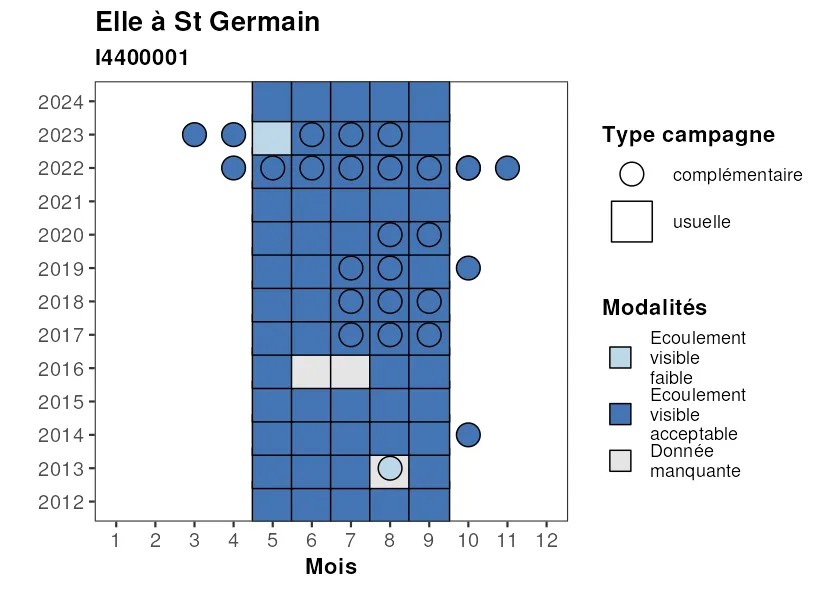 Elle à St Germain
I4400001
2024
2023
2022
2021
2020
2019
2018
2017
2016
2015
2014
2013
2012
1 2 3 4 5 6 7 8 9 10 11 12
Mois
Type campagne
complémentaire
usuelle
Modalités
Ecoulement
visible
faible
Ecoulement
visible
acceptable
Donnée
manquante